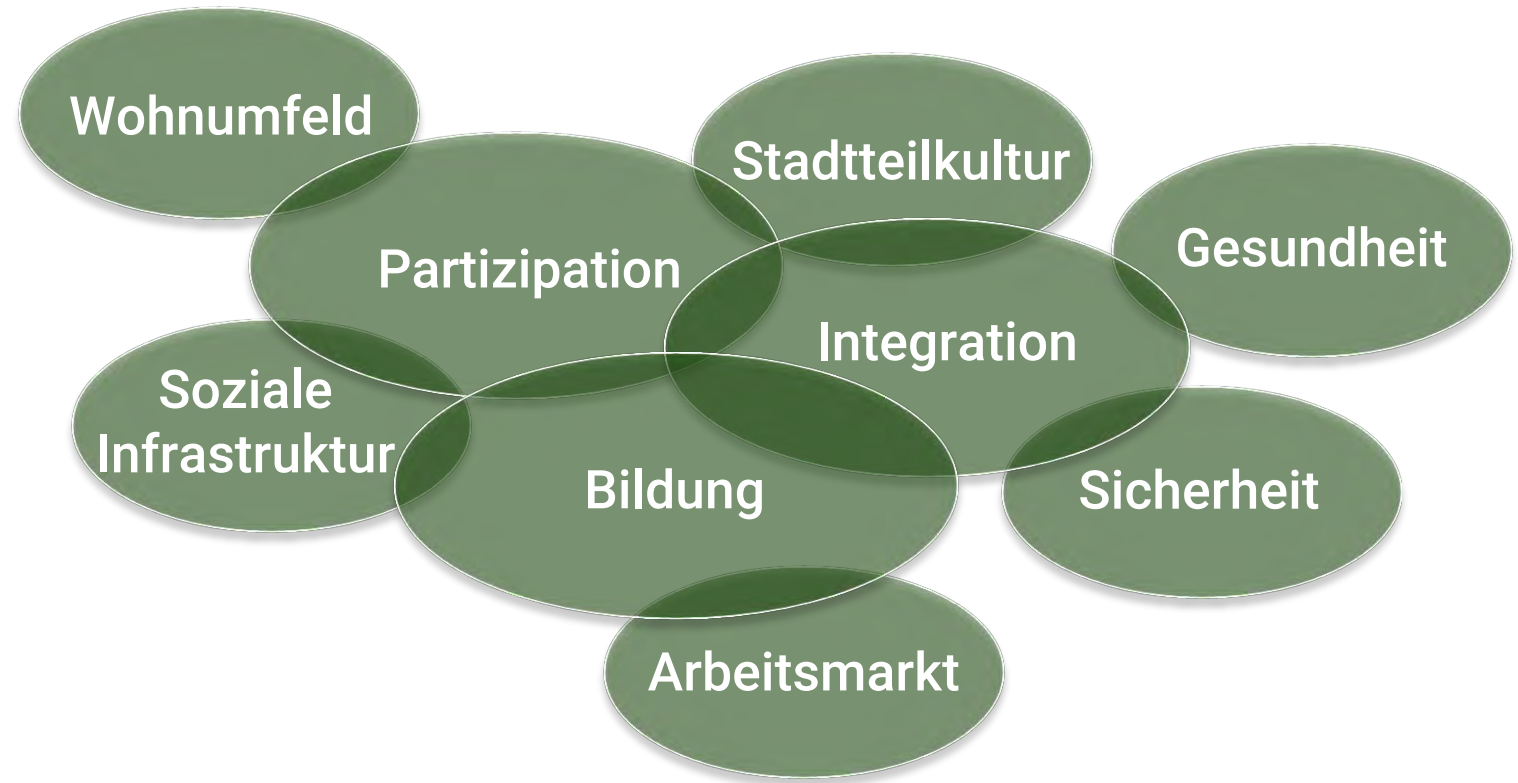 Wohnumfeld
Stadtteilkultur
Gesundheit
Partizipation
Integration
Soziale
Infrastruktur
Bildung
Sicherheit
Arbeitsmarkt